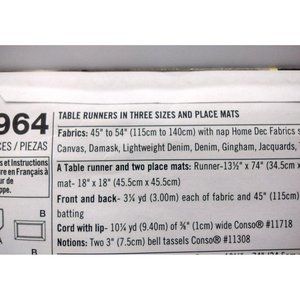 964
CES / PIEZAS
s et Instructions
re en Français à
ur de
ppe.
B
B
TABLE RUNNERS IN THREE SIZES AND PLACE MATS
Fabrics: 45" to 54" (115cm to 140cm) with nap Home Dec Fabrics s
Canvas, Damask, Lightweight Denim, Denim, Gingham, Jacquards, T
A Table runner and two place mats: Runner-13½" x 74" (34.5cm x
mat- 18" x 18" (45.5cm x 45.5cm)
Front and back- 3¼ yd (3.00m) each of fabric and 45" (115cm)
batting
Cord with lip- 10¼ yd (9.40m) of ⅜" (1cm) wide Conso® #11718
Notions: Two 3" (7.5cm) bell tassels Conso® #11308